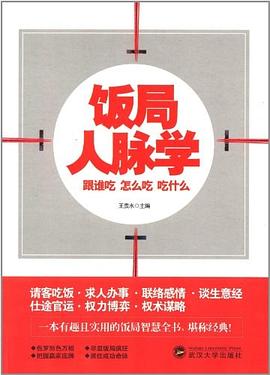 饭局
人脉学
跟谁吃 怎么吃 吃什么
王贵水◎主编
请客吃饭·求人办事·联络感情·谈生意经
仕途官运·权力博弈·权术谋略
一本有趣且实用的饭局智慧全书,堪称经典!
武汉大学出版社